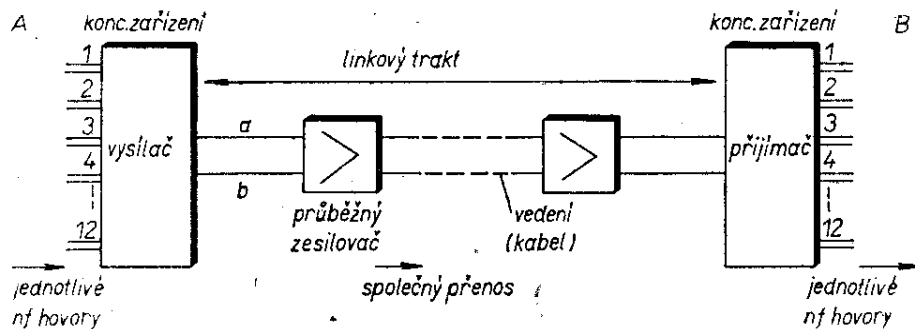 A
konc. zařízení
konc. zařízení
B
1
2
3
4
12
vysílač
linkový trakt
a
b
průběžný
zesilovač
vedení
(kabel)
přijímač
1
2
3
4
12
jednotlivé
nf hovory
společný přenos
jednotlivé
nf hovory